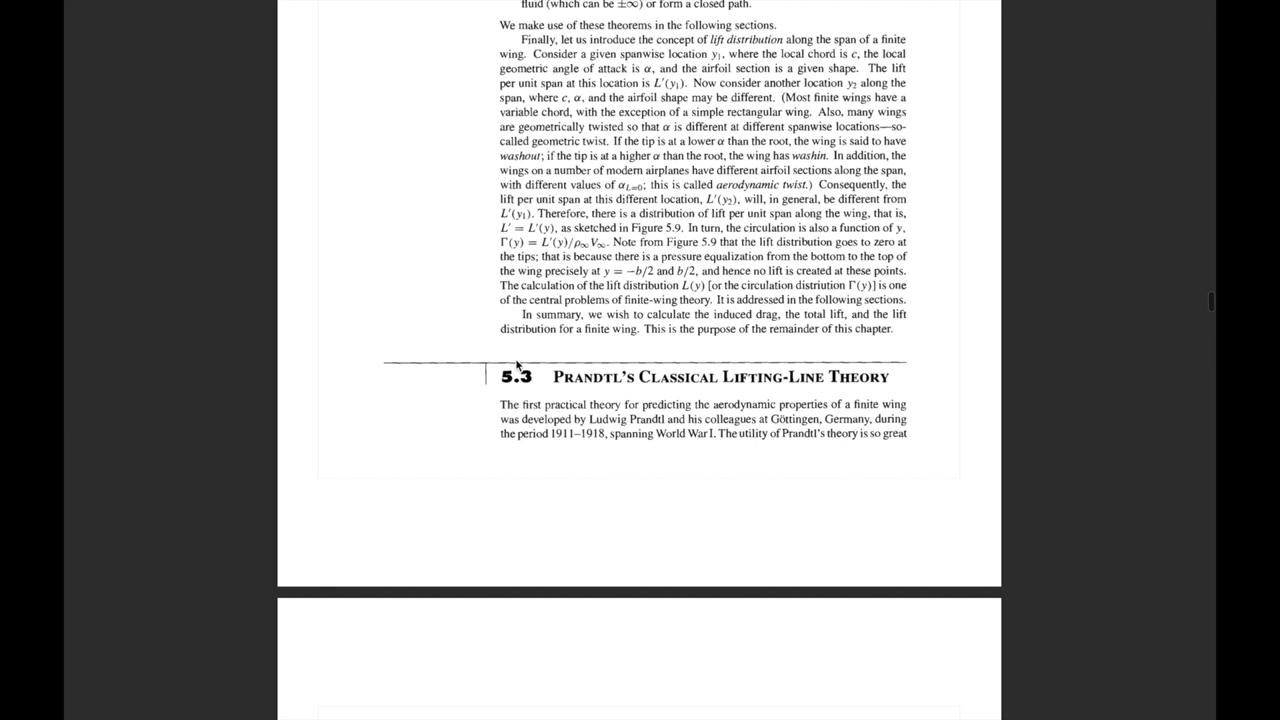 fluid (which can be ±∞) or form a closed path.
We make use of these theorems in the following sections.
Finally, let us introduce the concept of lift distribution along the span of a finite
wing. Consider a given spanwise location y₁, where the local chord is c, the local
geometric angle of attack is α, and the airfoil section is a given shape. The lift
per unit span at this location is L′(y₁). Now consider another location y₂ along the
span, where c, α, and the airfoil shape may be different. (Most finite wings have a
variable chord, with the exception of a simple rectangular wing. Also, many wings
are geometrically twisted so that α is different at different spanwise locations—so-
called geometric twist. If the tip is at a lower α than the root, the wing is said to have
washout; if the tip is at a higher α than the root, the wing has washin. In addition, the
wings on a number of modern airplanes have different airfoil sections along the span,
with different values of α_L=0; this is called aerodynamic twist.) Consequently, the
lift per unit span at this different location, L′(y₂), will, in general, be different from
L′(y₁). Therefore, there is a distribution of lift per unit span along the wing, that is,
L′ = L′(y), as sketched in Figure 5.9. In turn, the circulation is also a function of y,
Γ(y) = L′(y)/ρ∞V∞. Note from Figure 5.9 that the lift distribution goes to zero at
the tips; that is because there is a pressure equalization from the bottom to the top of
the wing precisely at y = −b/2 and b/2, and hence no lift is created at these points.
The calculation of the lift distribution L(y) [or the circulation distriution Γ(y)] is one
of the central problems of finite-wing theory. It is addressed in the following sections.
In summary, we wish to calculate the induced drag, the total lift, and the lift
distribution for a finite wing. This is the purpose of the remainder of this chapter.
5.3 PRANDTL'S CLASSICAL LIFTING-LINE THEORY
The first practical theory for predicting the aerodynamic properties of a finite wing
was developed by Ludwig Prandtl and his colleagues at Göttingen, Germany, during
the period 1911–1918, spanning World War I. The utility of Prandtl's theory is so great